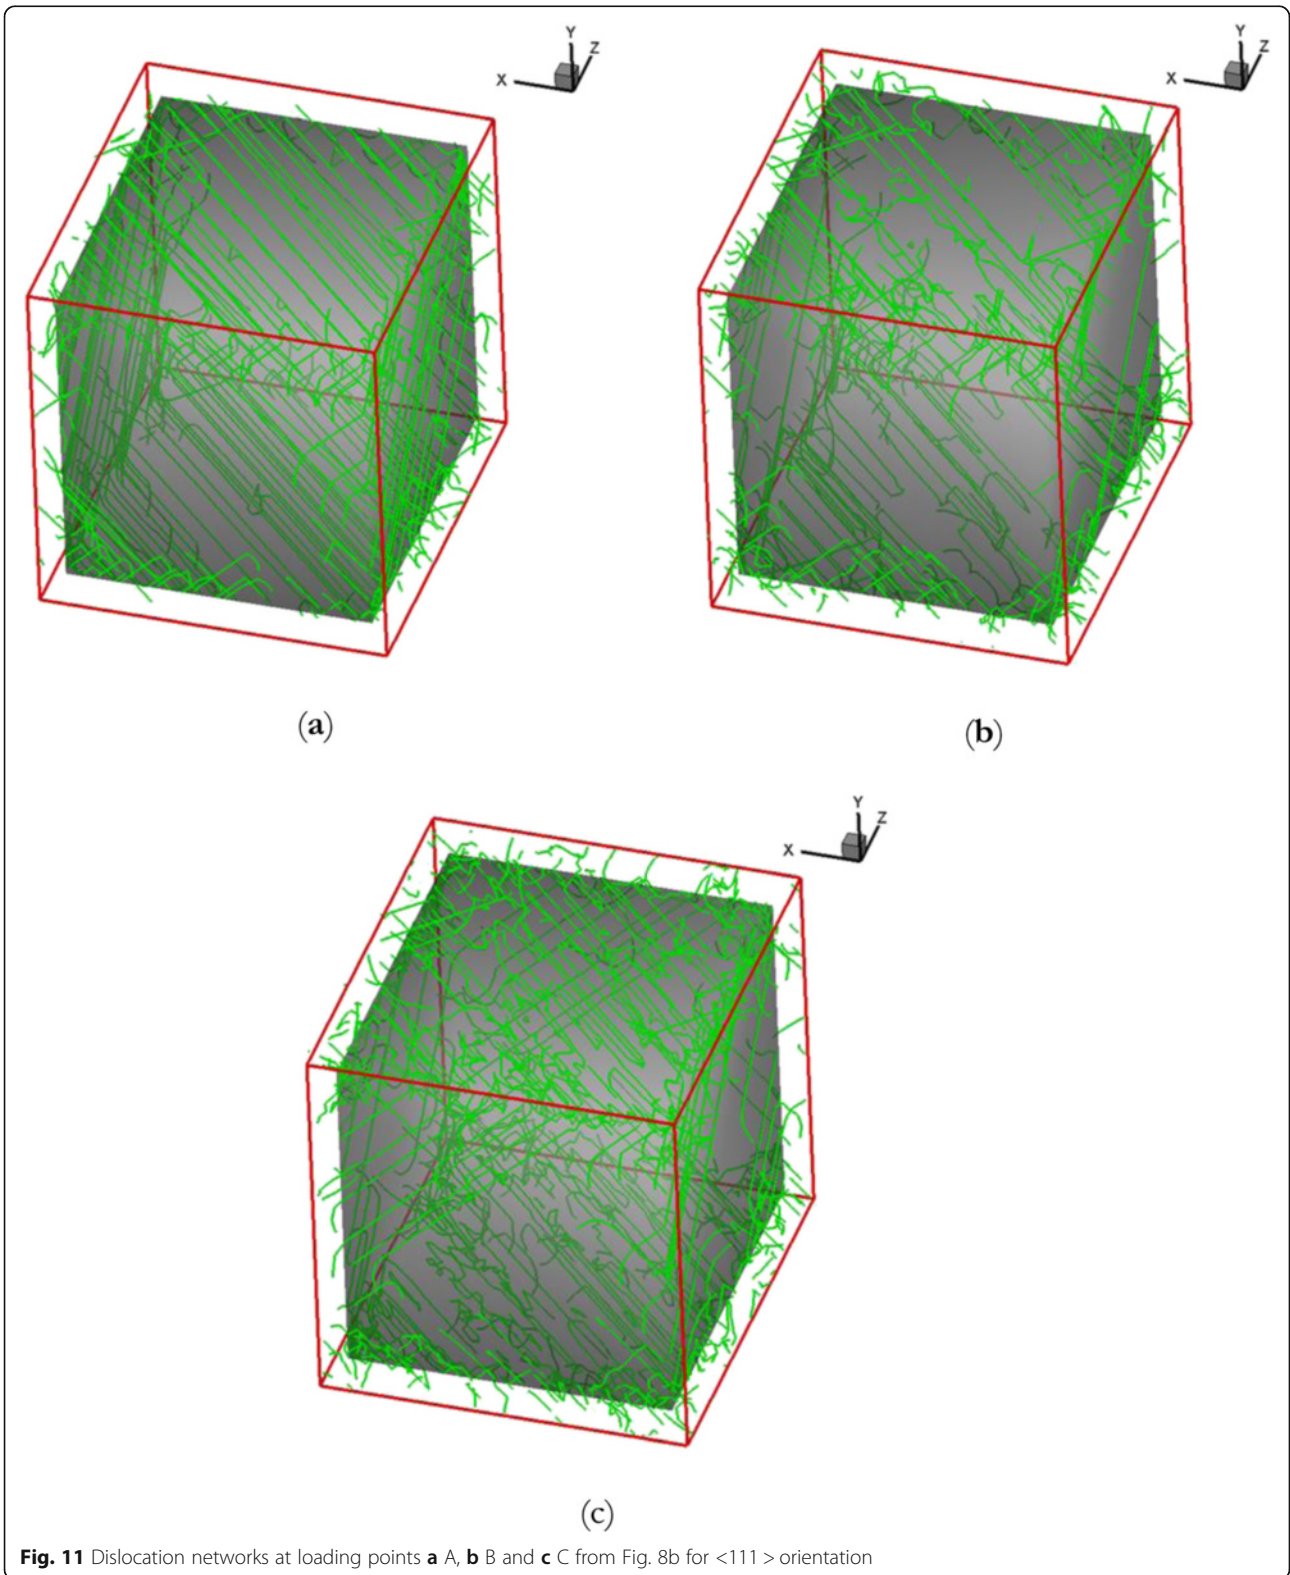 Y
Z
X
Y
Z
X
(a)
(b)
Y
Z
X
(c)
Fig. 11 Dislocation networks at loading points a A, b B and c C from Fig. 8b for <111 > orientation